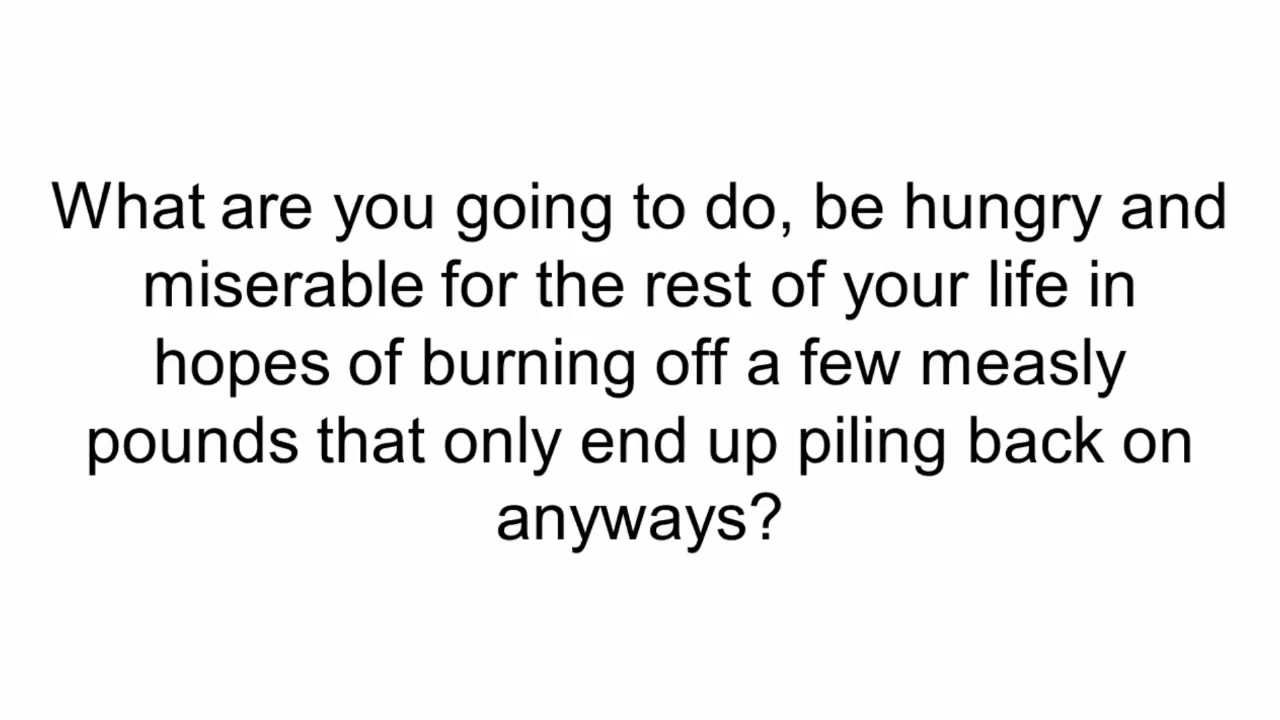 What are you going to do, be hungry and
miserable for the rest of your life in
hopes of burning off a few measly
pounds that only end up piling back on
anyways?